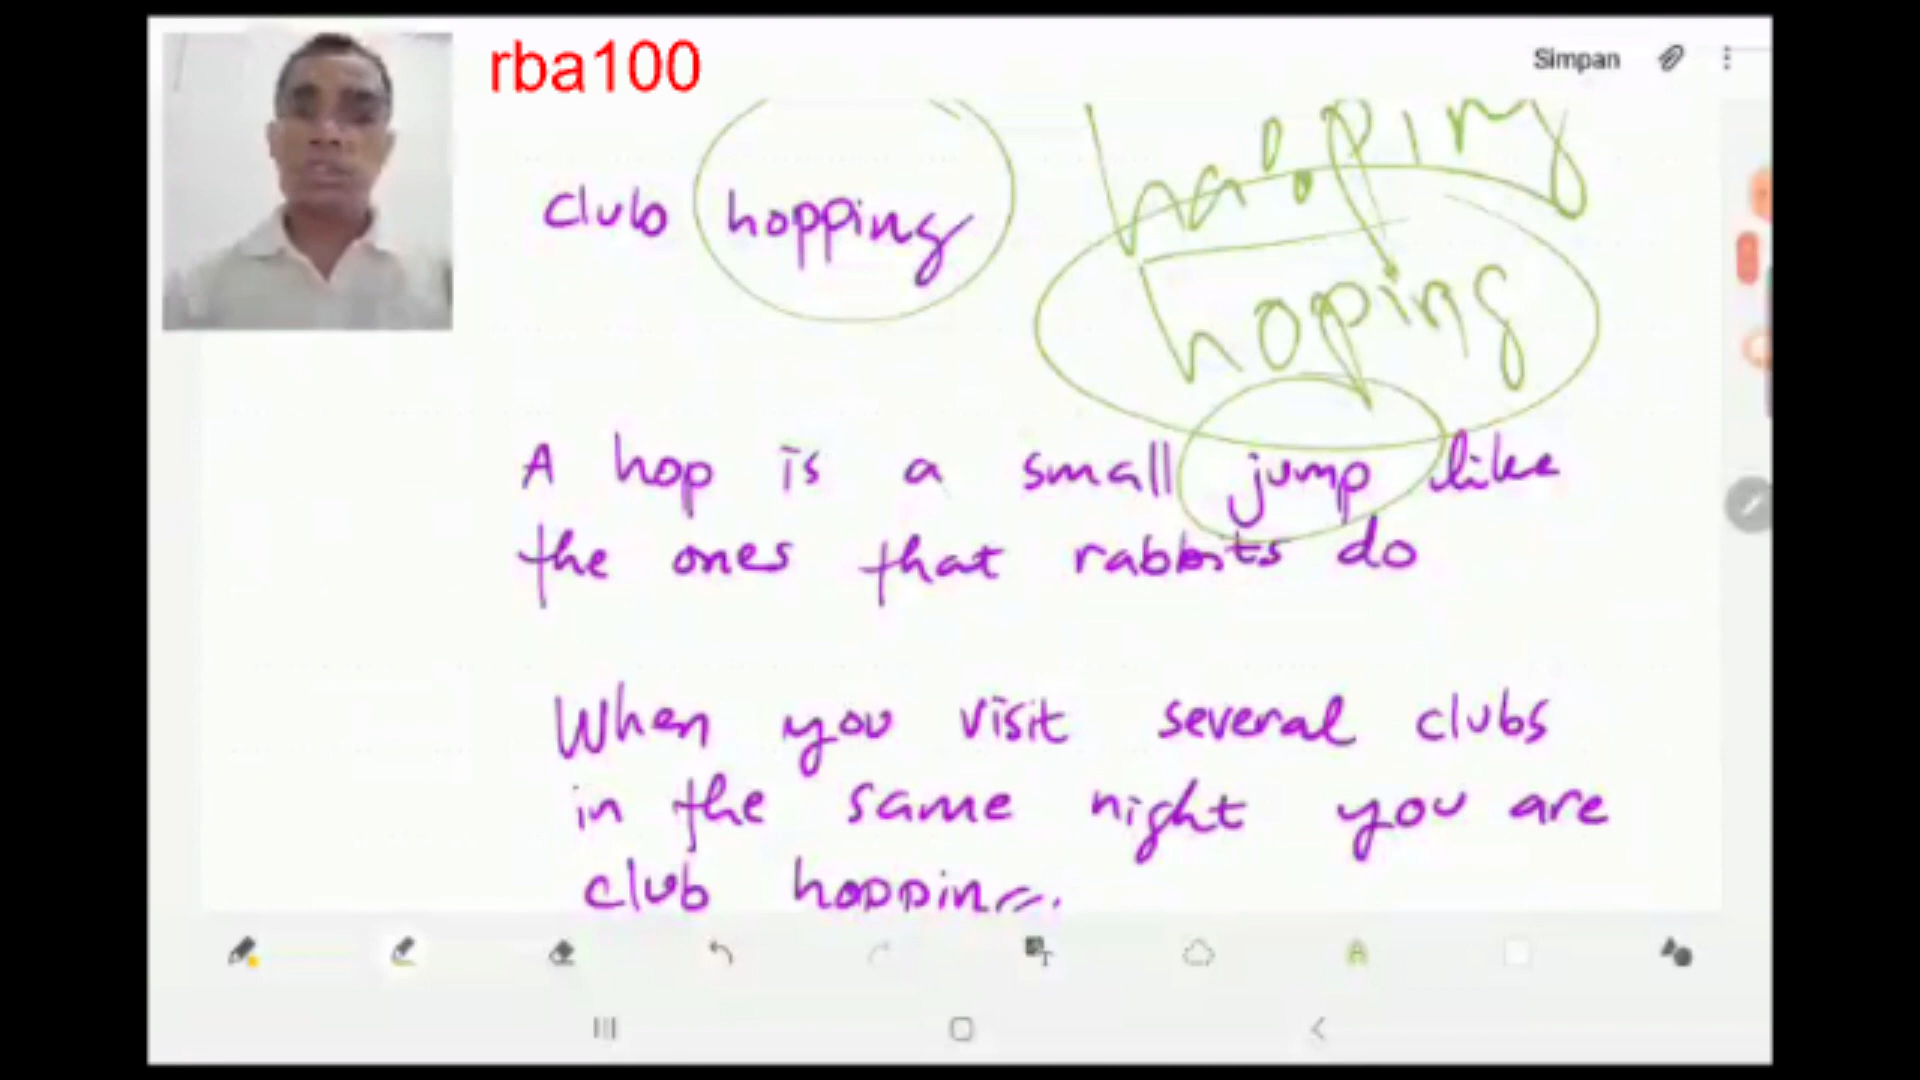 rba100
Simpan
club hopping
hopping
hoping
A hop is a small jump like
the ones that rabbits do
When you visit several clubs
in the same night you are
club hopping.